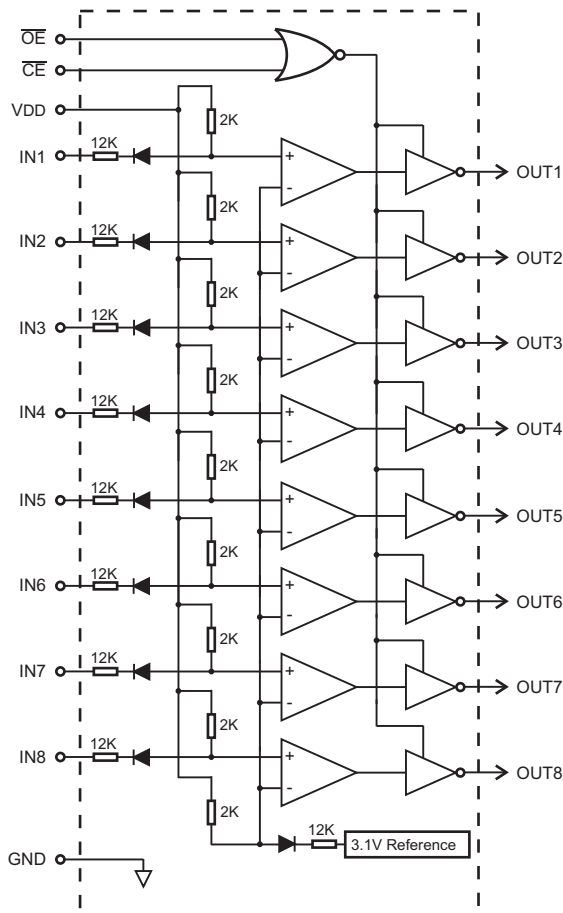 OE
CE
VDD
2K
12K
IN1
OUT1
2K
12K
IN2
OUT2
2K
12K
IN3
OUT3
2K
12K
IN4
OUT4
2K
12K
IN5
OUT5
2K
12K
IN6
OUT6
2K
12K
IN7
OUT7
2K
12K
IN8
OUT8
2K
12K
3.1V Reference
GND
+
-
+
-
+
-
+
-
+
-
+
-
+
-
+
-